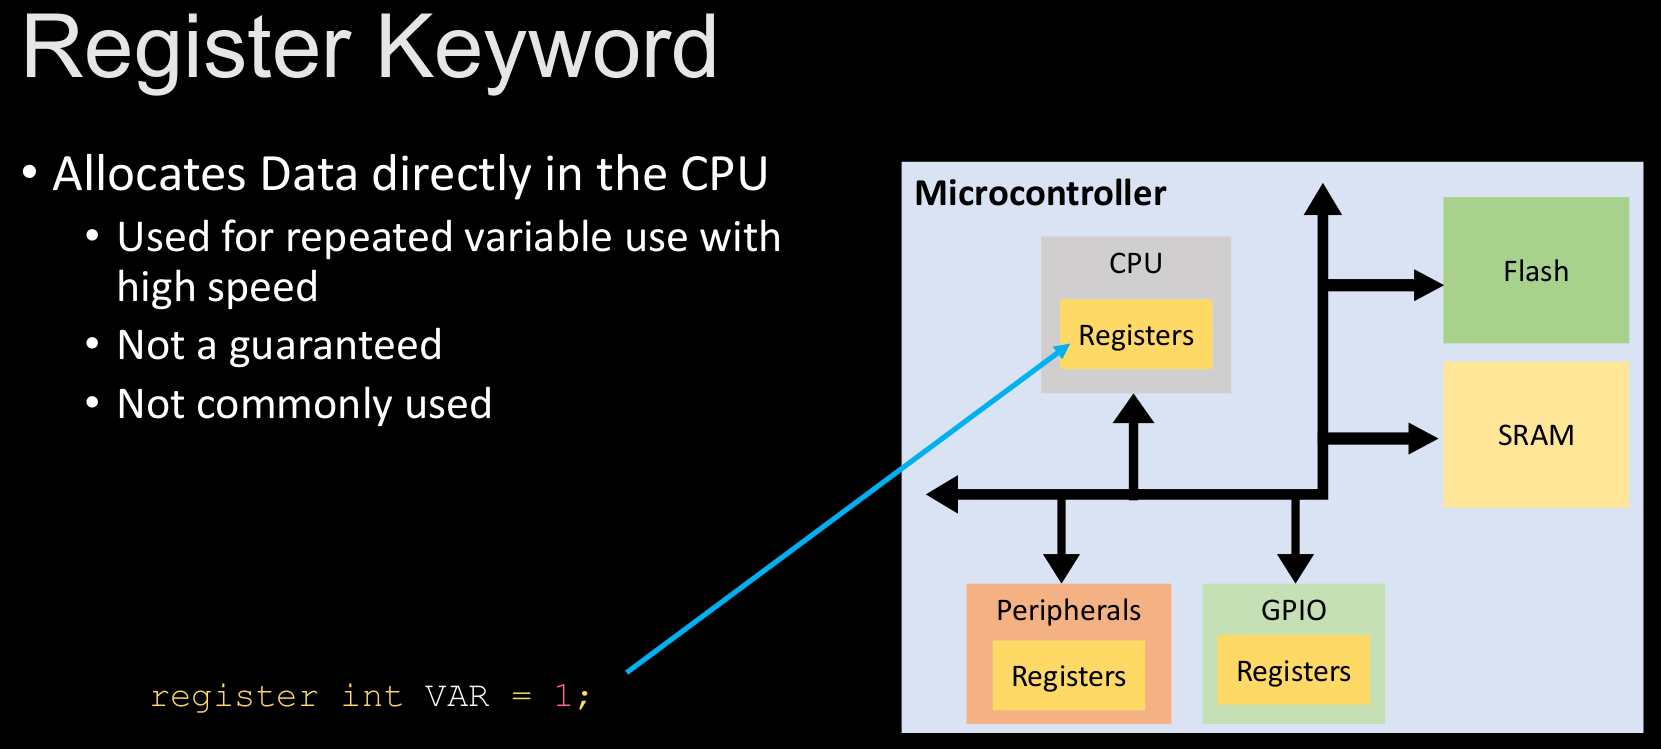 Register Keyword
• Allocates Data directly in the CPU
• Used for repeated variable use with
high speed
• Not a guaranteed
• Not commonly used
register int VAR = 1;
Microcontroller
CPU
Registers
Flash
SRAM
Peripherals
Registers
GPIO
Registers